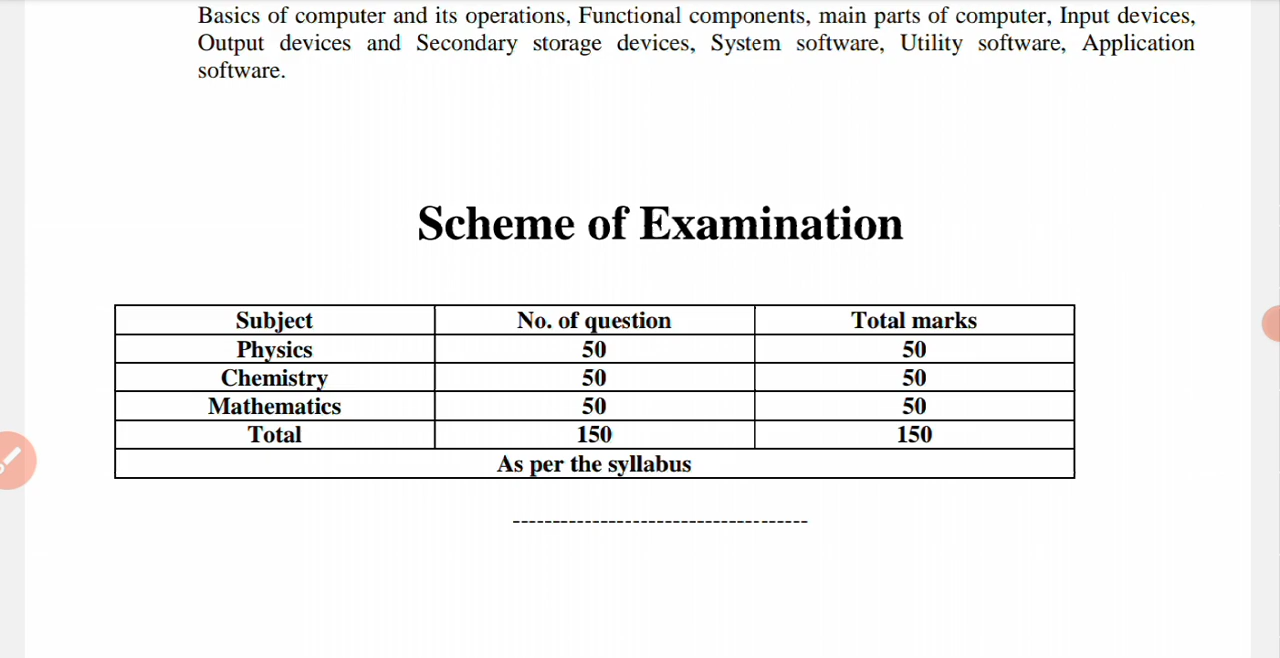 Basics of computer and its operations, Functional components, main parts of computer, Input devices,
Output devices and Secondary storage devices, System software, Utility software, Application
software.
Scheme of Examination
Subject No. of question Total marks
Physics 50 50
Chemistry 50 50
Mathematics 50 50
Total 150 150
As per the syllabus